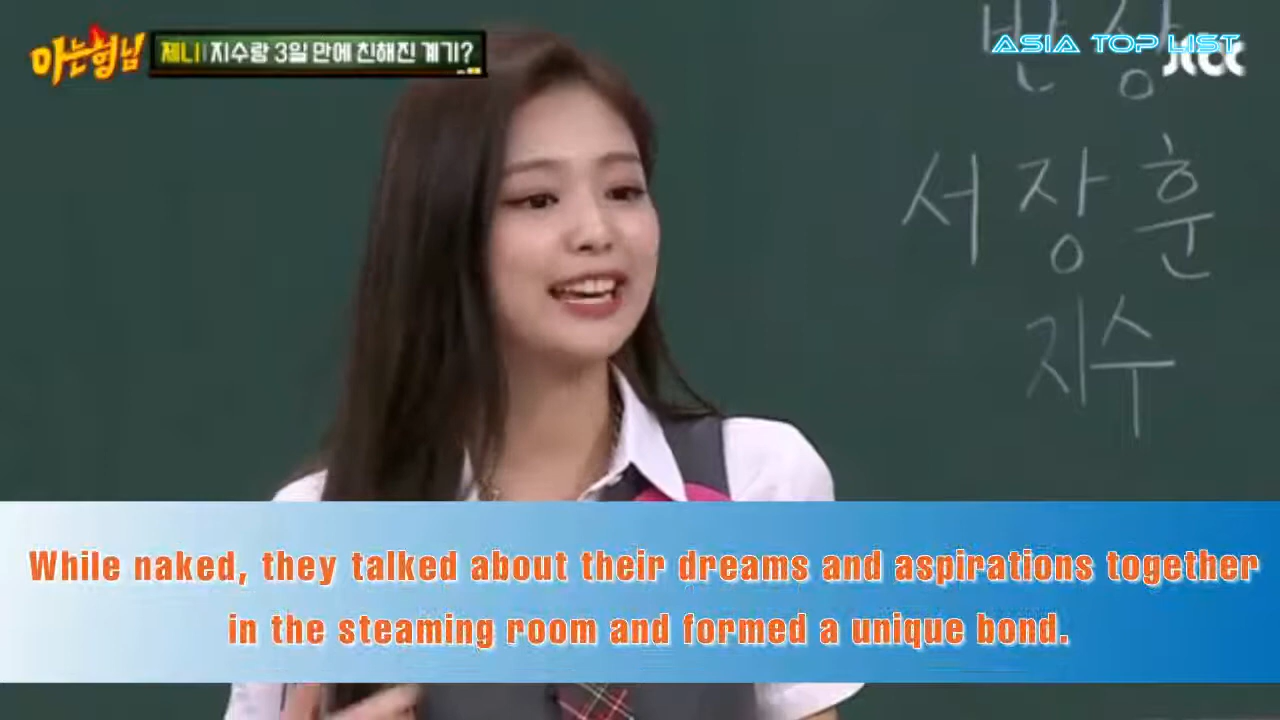 아는형님
제니 | 지수랑 3일 만에 친해진 계기?
ASIA TOP LIST
서장훈
지수
While naked, they talked about their dreams and aspirations together
in the steaming room and formed a unique bond.